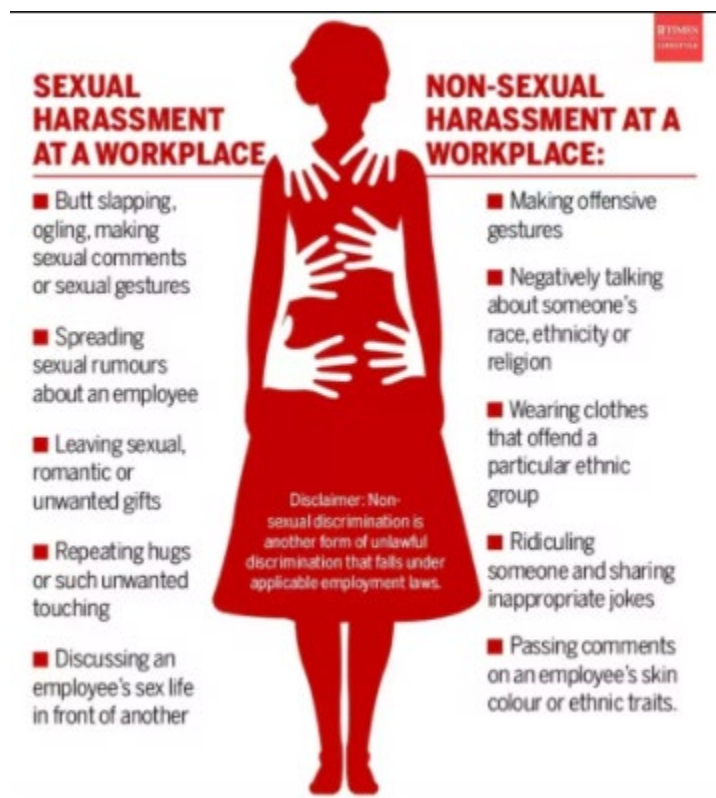 TIMES
SEXUAL
HARASSMENT
AT A WORKPLACE
■ Butt slapping,
ogling, making
sexual comments
or sexual gestures
■ Spreading
sexual rumours
about an employee
■ Leaving sexual,
romantic or
unwanted gifts
■ Repeating hugs
or such unwanted
touching
■ Discussing an
employee's sex life
in front of another
NON-SEXUAL
HARASSMENT AT A
WORKPLACE:
■ Making offensive
gestures
■ Negatively talking
about someone's
race, ethnicity or
religion
■ Wearing clothes
that offend a
particular ethnic
group
■ Ridiculing
someone and sharing
inappropriate jokes
■ Passing comments
on an employee's skin
colour or ethnic traits.
Disclaimer: Non-
sexual discrimination is
another form of unlawful
discrimination that falls under
applicable employment laws.